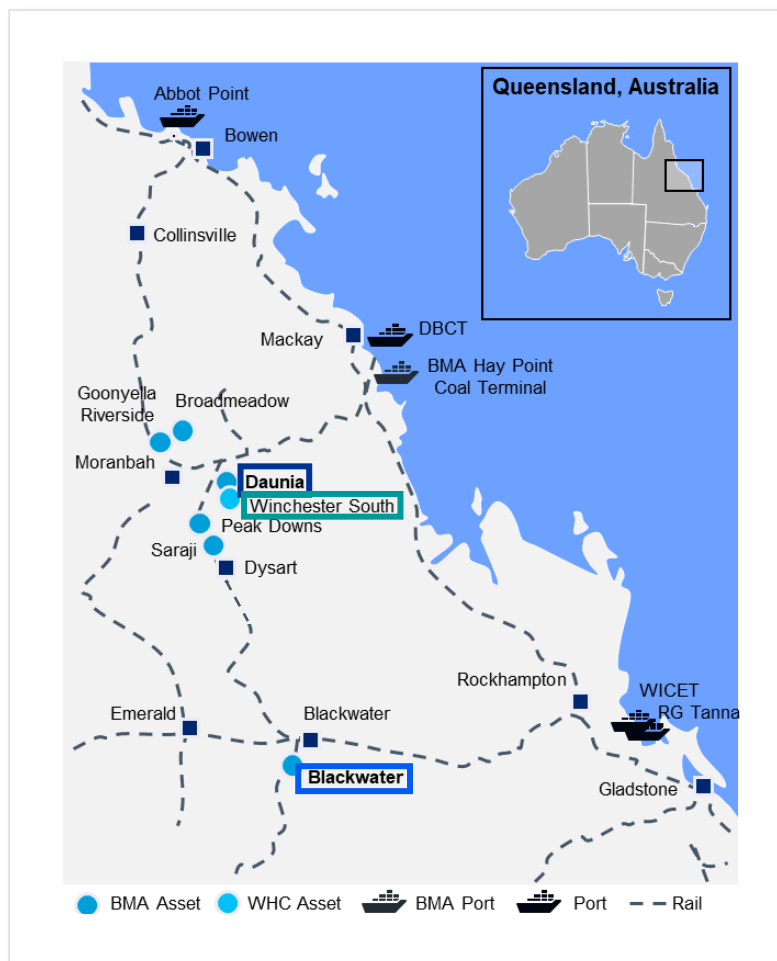 Queensland, Australia
Abbot Point
Bowen
Collinsville
Mackay
DBCT
BMA Hay Point
Coal Terminal
Goonyella
Riverside
Broadmeadow
Moranbah
Daunia
Winchester South
Peak Downs
Saraji
Dysart
Rockhampton
WICET
RG Tanna
Emerald
Blackwater
Blackwater
Gladstone
BMA Asset
WHC Asset
BMA Port
Port
Rail